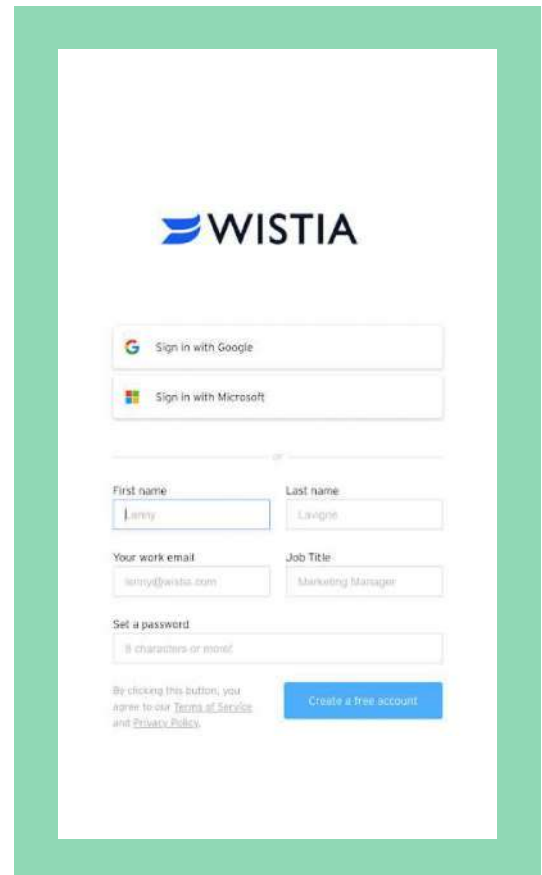 WISTIA
Sign in with Google
Sign in with Microsoft
or
First name
Last name
Lenny
Lavigne
Your work email
Job Title
lenny@wistia.com
Marketing Manager
Set a password
8 characters or more!
By clicking this button, you
agree to our Terms of Service
and Privacy Policy.
Create a free account